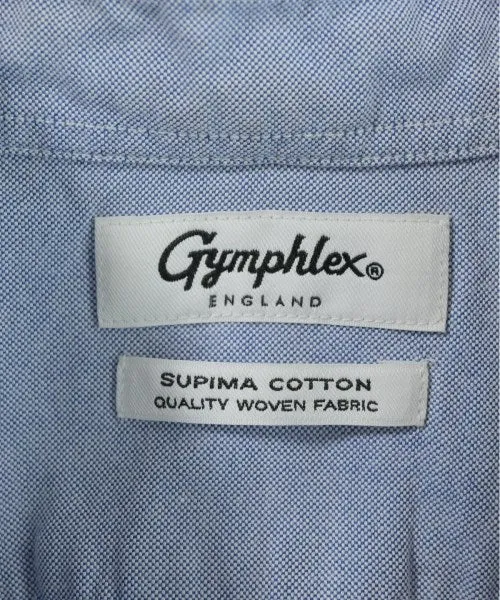 Gymphlex®
ENGLAND
SUPIMA COTTON
QUALITY WOVEN FABRIC